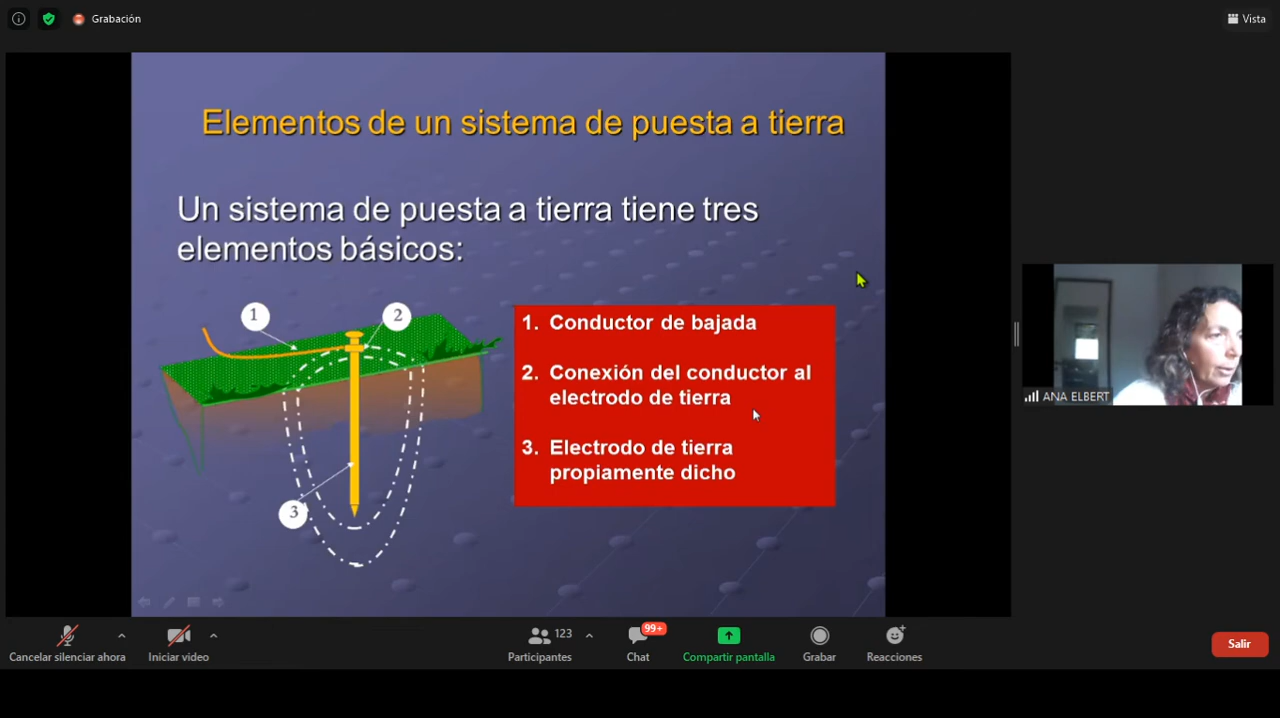 Grabación
Vista
Elementos de un sistema de puesta a tierra
Un sistema de puesta a tierra tiene tres
elementos básicos:
1
2
3
1. Conductor de bajada
2. Conexión del conductor al
electrodo de tierra
3. Electrodo de tierra
propiamente dicho
ANA ELBERT
Cancelar silenciar ahora
Iniciar video
123
Participantes
99+
Chat
Compartir pantalla
Grabar
Reacciones
Salir